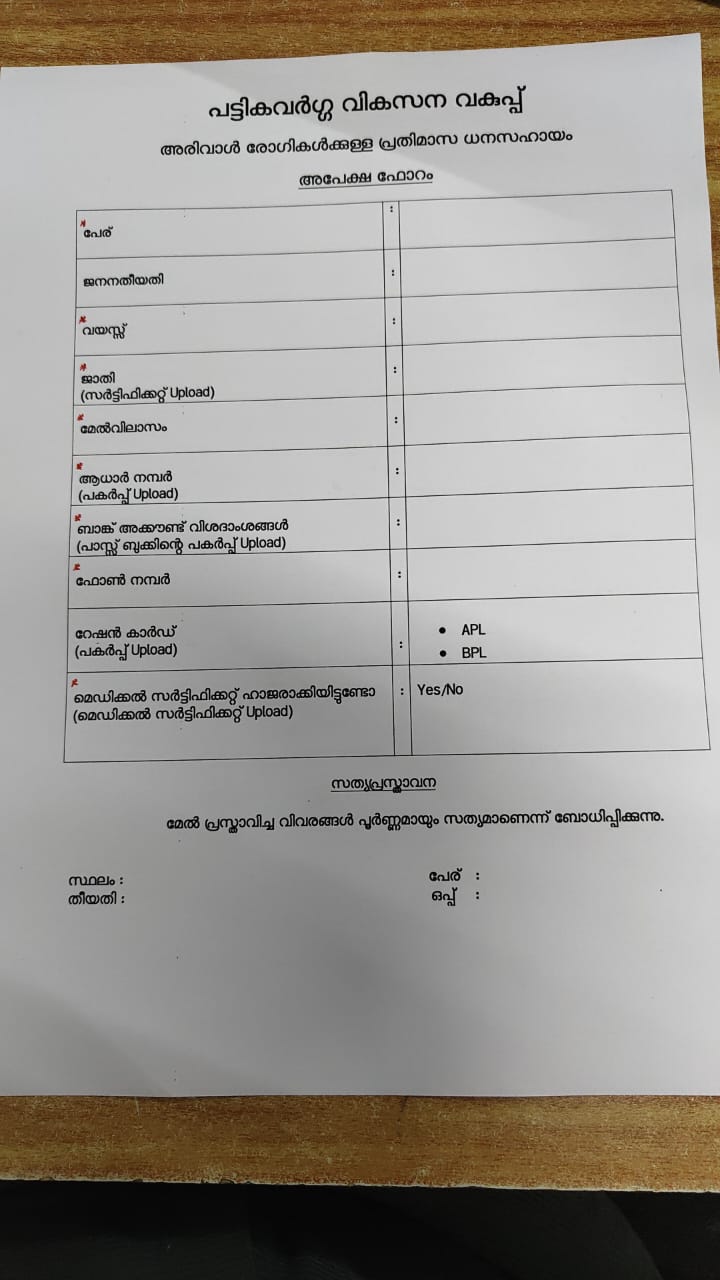 പട്ടികവർഗ്ഗ വികസന വകുപ്പ്
അരിവാൾ രോഗികൾക്കുള്ള പ്രതിമാസ ധനസഹായം
അപേക്ഷ ഫോറം
* പേര് :
ജനനതീയതി :
* വയസ്സ് :
* ജാതി :
(സർട്ടിഫിക്കറ്റ് Upload)
* മേൽവിലാസം :
* ആധാർ നമ്പർ :
(പകർപ്പ് Upload)
* ബാങ്ക് അക്കൗണ്ട് വിശദാംശങ്ങൾ :
(പാസ്സ് ബുക്കിന്റെ പകർപ്പ് Upload)
* ഫോൺ നമ്പർ :
റേഷൻ കാർഡ്
(പകർപ്പ് Upload) :
• APL
• BPL
* മെഡിക്കൽ സർട്ടിഫിക്കറ്റ് ഹാജരാക്കിയിട്ടുണ്ടോ : Yes/No
(മെഡിക്കൽ സർട്ടിഫിക്കറ്റ് Upload)
സത്യപ്രസ്താവന
മേൽ പ്രസ്താവിച്ച വിവരങ്ങൾ പൂർണ്ണമായും സത്യമാണെന്ന് ബോധിപ്പിക്കുന്നു.
സ്ഥലം :
തീയതി :
പേര് :
ഒപ്പ് :